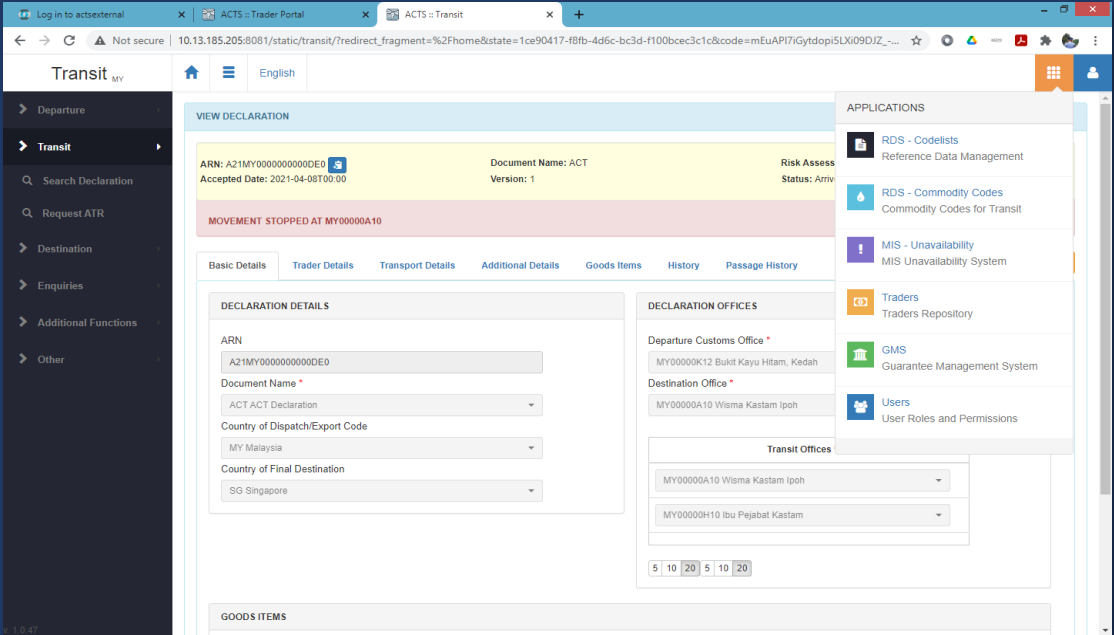 Log in to actsexternal
ACTS :: Trader Portal
ACTS :: Transit
Not secure
10.13.185.205:8081/static/transit/?redirect_fragment=%2Fhome&state=1ce90417-f8fb-4d6c-bc3d-f100bcec3c1c&code=mEuAPI7iGytdopi5LXi09DJZ_-...
Transit MY
English
Departure
Transit
Search Declaration
Request ATR
Destination
Enquiries
Additional Functions
Other
v. 1.0.47
VIEW DECLARATION
ARN: A21MY0000000000DE0
Document Name: ACT
Risk Assess
Accepted Date: 2021-04-08T00:00
Version: 1
Status: Arriv
MOVEMENT STOPPED AT MY00000A10
Basic Details
Trader Details
Transport Details
Additional Details
Goods Items
History
Passage History
DECLARATION DETAILS
ARN
A21MY0000000000DE0
Document Name *
ACT ACT Declaration
Country of Dispatch/Export Code
MY Malaysia
Country of Final Destination
SG Singapore
DECLARATION OFFICES
Departure Customs Office *
MY00000K12 Bukit Kayu Hitam, Kedah
Destination Office *
MY00000A10 Wisma Kastam Ipoh
Transit Offices
MY00000A10 Wisma Kastam Ipoh
MY00000H10 Ibu Pejabat Kastam
5 10 20 5 10 20
GOODS ITEMS
APPLICATIONS
RDS - Codelists
Reference Data Management
RDS - Commodity Codes
Commodity Codes for Transit
MIS - Unavailability
MIS Unavailability System
Traders
Traders Repository
GMS
Guarantee Management System
Users
User Roles and Permissions